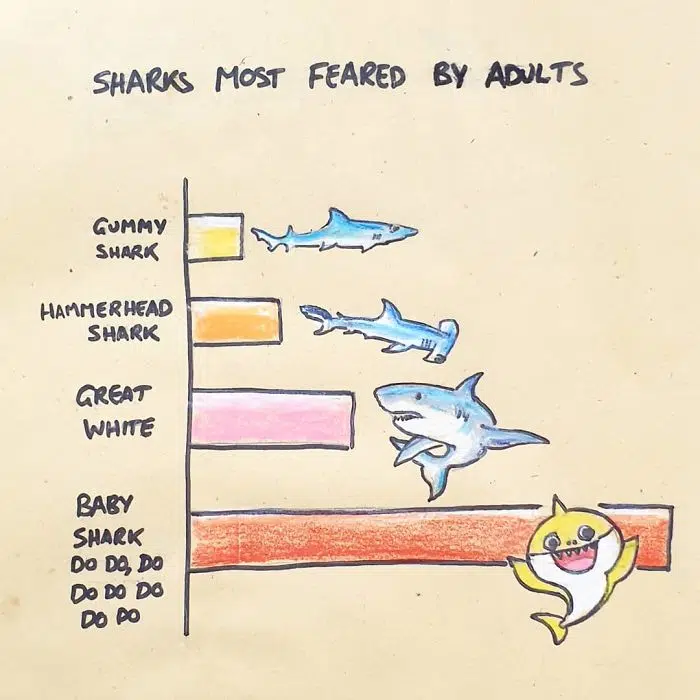 SHARKS MOST FEARED BY ADULTS
GUMMY
SHARK
HAMMERHEAD
SHARK
GREAT
WHITE
BABY
SHARK
DO DO, DO
DO DO DO
DO DO